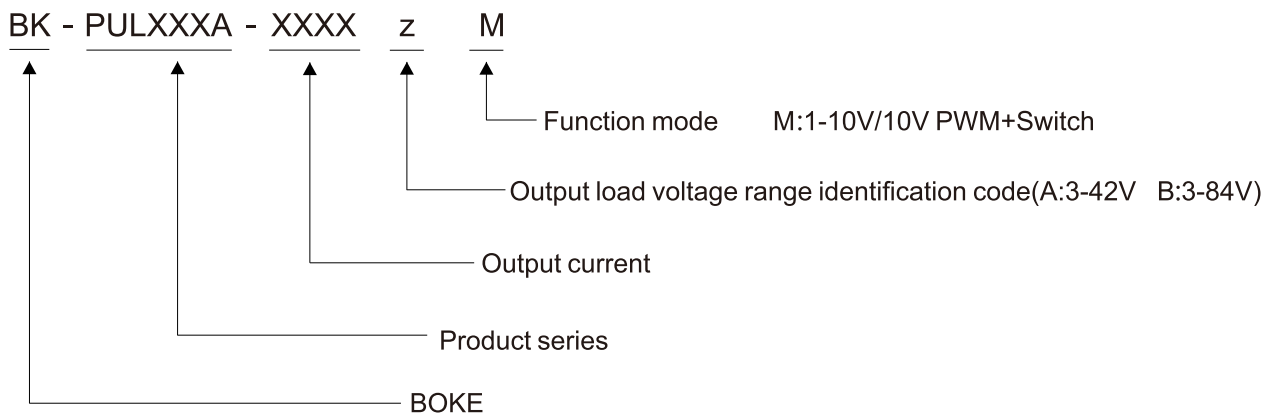 BK - PULXXXA - XXXX z M
Function mode M:1-10V/10V PWM+Switch
Output load voltage range identification code(A:3-42V B:3-84V)
Output current
Product series
BOKE